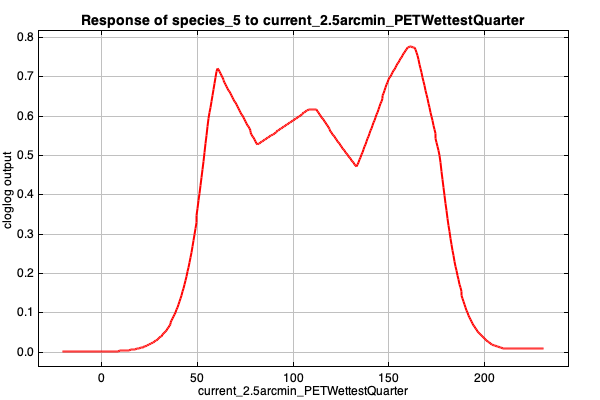 Response of species_5 to current_2.5arcmin_PETWettestQuarter
0.8
0.7
0.6
0.5
0.4
0.3
0.2
0.1
0.0
cloglog output
0 50 100 150 200
current_2.5arcmin_PETWettestQuarter